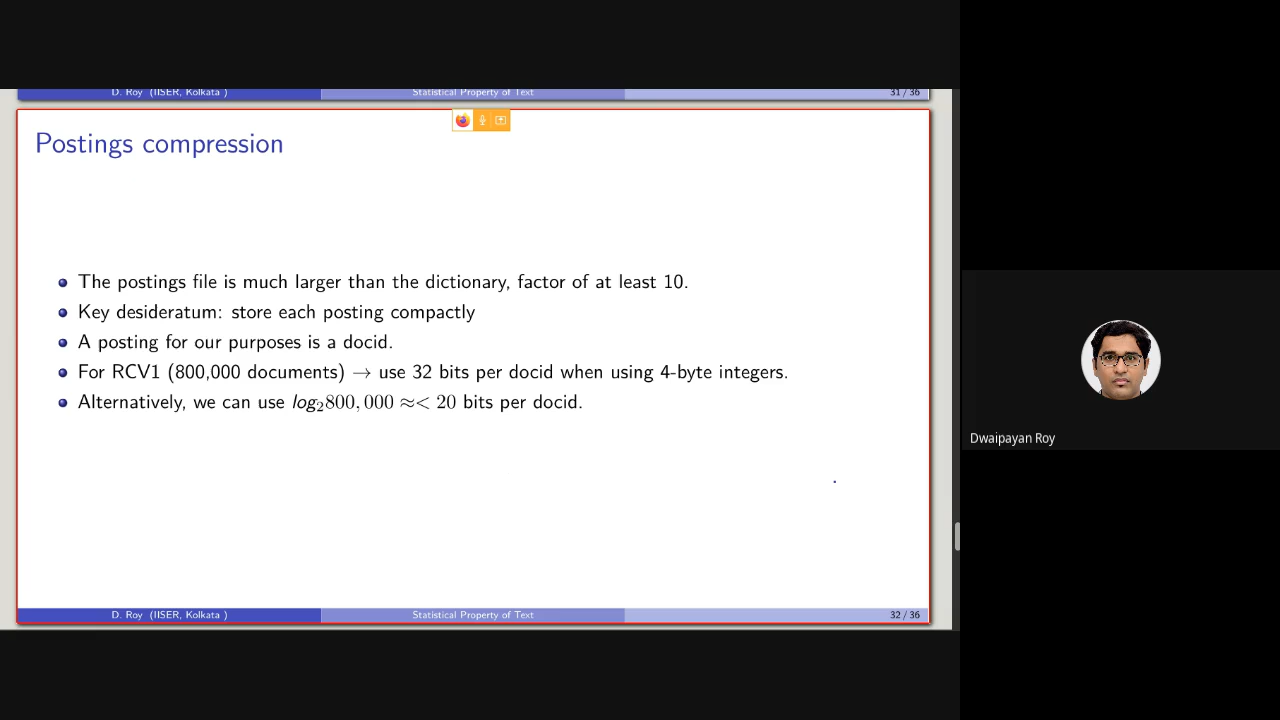 D. Roy (IISER, Kolkata ) Statistical Property of Text 31 / 36
Postings compression
The postings file is much larger than the dictionary, factor of at least 10.
Key desideratum: store each posting compactly
A posting for our purposes is a docid.
For RCV1 (800,000 documents) → use 32 bits per docid when using 4-byte integers.
Alternatively, we can use log₂800,000 ≈< 20 bits per docid.
D. Roy (IISER, Kolkata ) Statistical Property of Text 32 / 36
Dwaipayan Roy